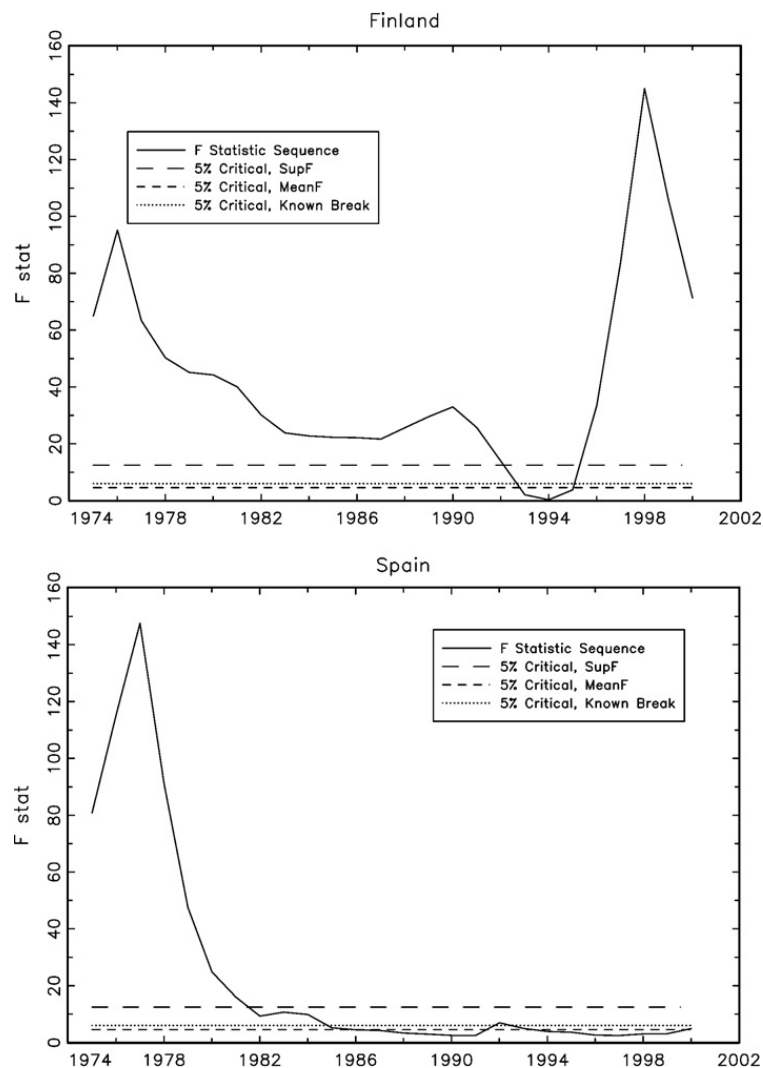 Finland
160
140
120
100
80
60
40
20
0
F stat
F Statistic Sequence
5% Critical, SupF
5% Critical, MeanF
5% Critical, Known Break
1974 1978 1982 1986 1990 1994 1998 2002
Spain
160
140
120
100
80
60
40
20
0
F stat
F Statistic Sequence
5% Critical, SupF
5% Critical, MeanF
5% Critical, Known Break
1974 1978 1982 1986 1990 1994 1998 2002